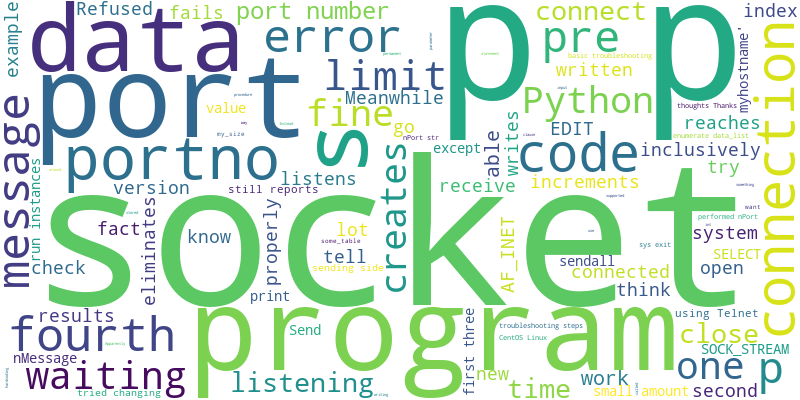 Refused
fails
port number
connect
index
example
data
error
p
p
pre
limit
Meanwhile
basic troubleshooting
written
myhostname'
port
value
fine
Python
thoughts Thanks
reaches
message
s
go
nPort str
EDIT
my_size
writes
enumerate data_list
connection
run instances
portno
listens
except
able
code
inclusively
version
still reports
creates
receive
increments
try
fact
eliminates
properly
lot
know
some_table
tell
sending side
AF_INET
performed nPort
sys exit
system
SELECT
check
socket
sendall
connected
think
open
print
results
program
first three
troubleshooting steps
CentOS Linux
using Telnet
close
fourth
Send
SOCK_STREAM
nMessage
waiting
tried changing
listening
new
time
work
small amount
one
second
p